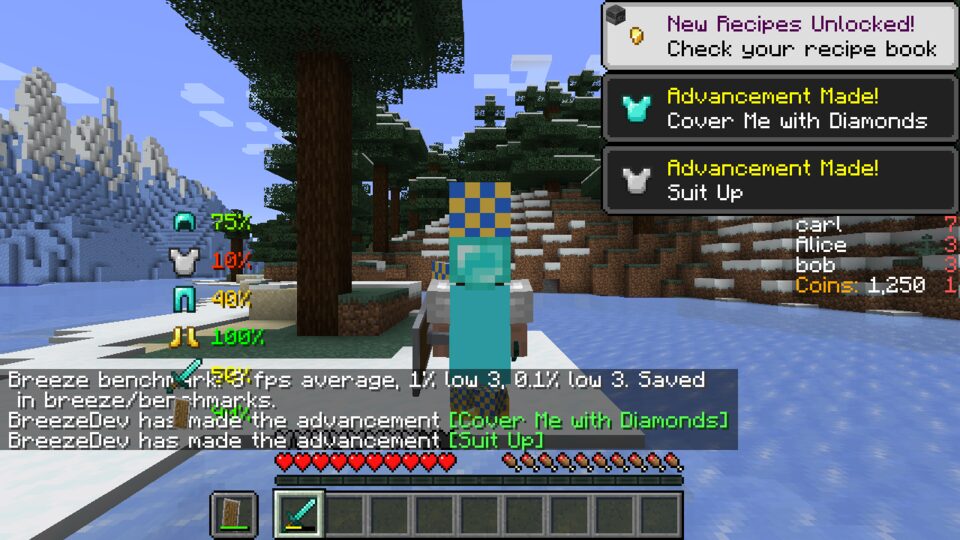 New Recipes Unlocked!
Check your recipe book
Advancement Made!
Cover Me with Diamonds
Advancement Made!
Suit Up
75%
10%
40%
100%
carl 7
Alice 3
bob 3
Coins: 1,250 1
Breeze benchmark: 3 fps average, 1% low 3, 0.1% low 3. Saved
in breeze/benchmarks.
BreezeDev has made the advancement [Cover Me with Diamonds]
BreezeDev has made the advancement [Suit Up]